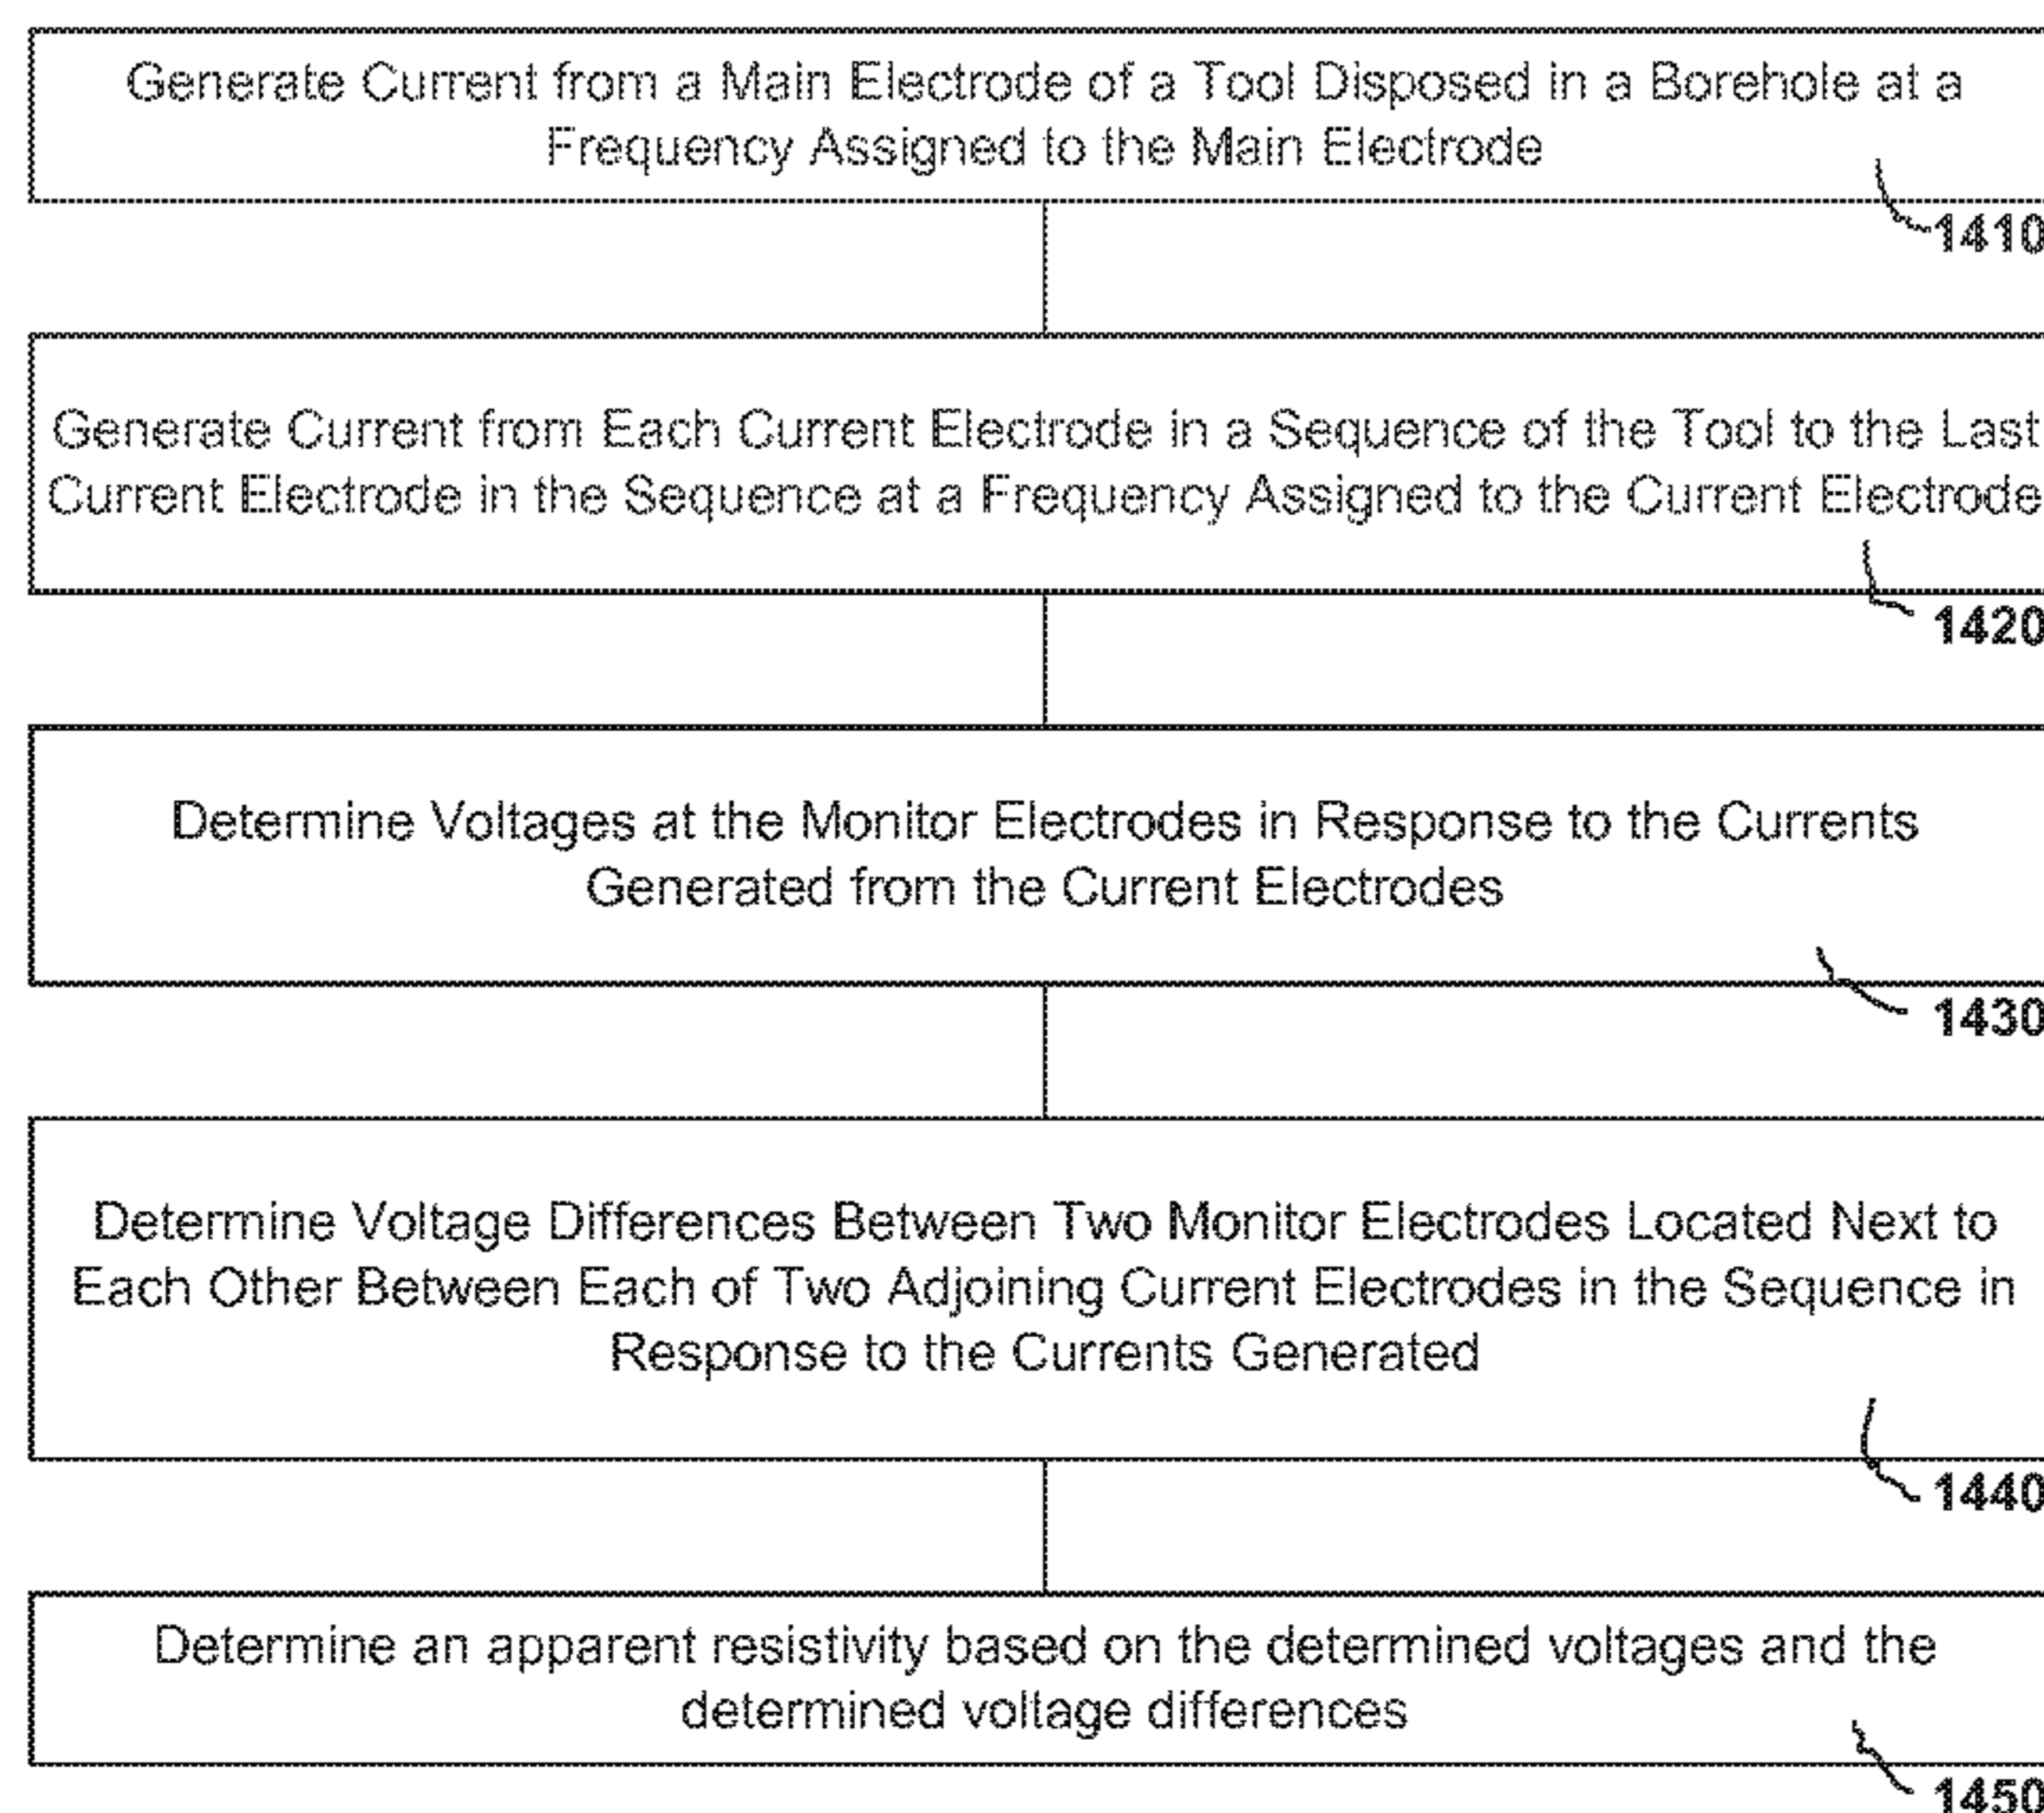 Generate Current from a Main Electrode of a Tool Disposed in a Borehole at a
Frequency Assigned to the Main Electrode
1410
Generate Current from Each Current Electrode in a Sequence of the Tool to the Last
Current Electrode in the Sequence at a Frequency Assigned to the Current Electrode
1420
Determine Voltages at the Monitor Electrodes in Response to the Currents
Generated from the Current Electrodes
1430
Determine Voltage Differences Between Two Monitor Electrodes Located Next to
Each Other Between Each of Two Adjoining Current Electrodes in the Sequence in
Response to the Currents Generated
1440
Determine an apparent resistivity based on the determined voltages and the
determined voltage differences
1450